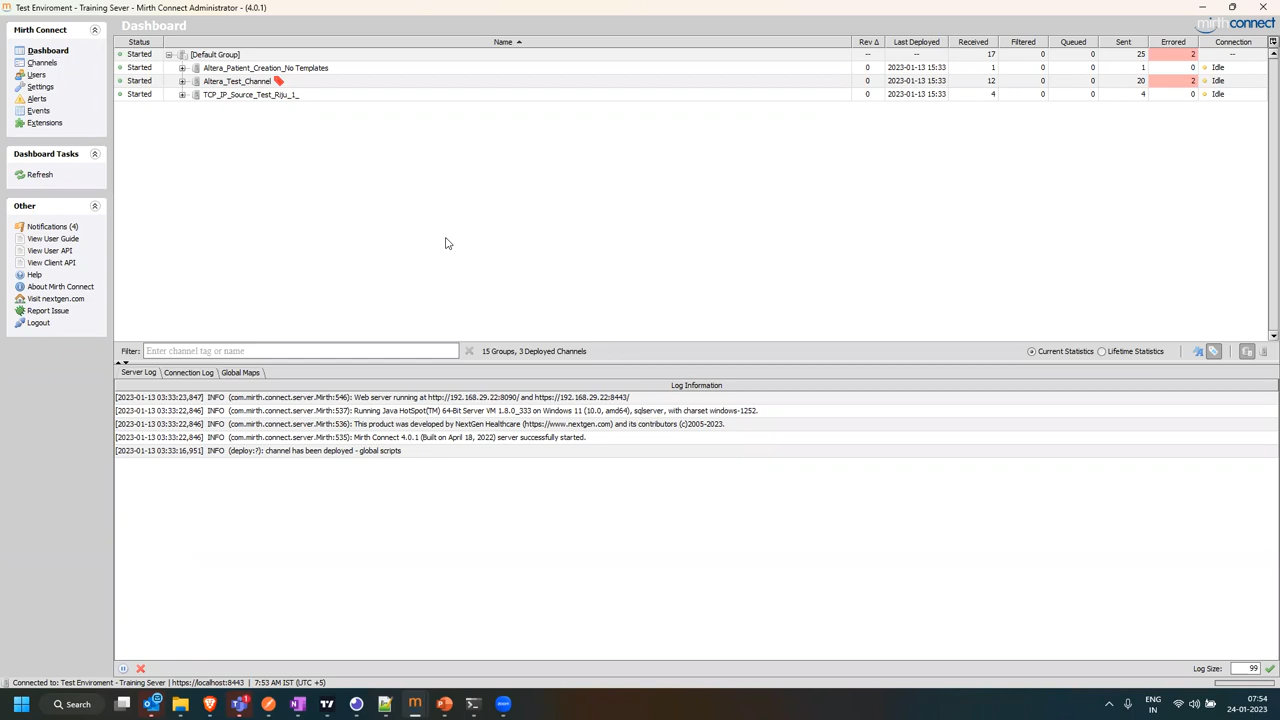 Test Enviroment - Training Sever - Mirth Connect Administrator - (4.0.1)
Mirth Connect
Dashboard
Channels
Users
Settings
Alerts
Events
Extensions
Dashboard Tasks
Refresh
Other
Notifications (4)
View User Guide
View User API
View Client API
Help
About Mirth Connect
Visit nextgen.com
Report Issue
Logout
Dashboard
mirth connect
Status Name Rev Δ Last Deployed Received Filtered Queued Sent Errored Connection
Started [Default Group] -- -- 17 0 0 25 2 --
Started Altera_Patient_Creation_No Templates 0 2023-01-13 15:33 1 0 0 1 0 Idle
Started Altera_Test_Channel 0 2023-01-13 15:33 12 0 0 20 2 Idle
Started TCP_IP_Source_Test_Riju_1_ 0 2023-01-13 15:33 4 0 0 4 0 Idle
Filter: Enter channel tag or name 15 Groups, 3 Deployed Channels Current Statistics Lifetime Statistics
Server Log Connection Log Global Maps
Log Information
[2023-01-13 03:33:23,847] INFO (com.mirth.connect.server.Mirth:546): Web server running at http://192.168.29.22:8090/ and https://192.168.29.22:8443/
[2023-01-13 03:33:22,846] INFO (com.mirth.connect.server.Mirth:537): Running Java HotSpot(TM) 64-Bit Server VM 1.8.0_333 on Windows 11 (10.0, amd64), sqlserver, with charset windows-1252.
[2023-01-13 03:33:22,846] INFO (com.mirth.connect.server.Mirth:536): This product was developed by NextGen Healthcare (https://www.nextgen.com) and its contributors (c)2005-2023.
[2023-01-13 03:33:22,846] INFO (com.mirth.connect.server.Mirth:535): Mirth Connect 4.0.1 (Built on April 18, 2022) server successfully started.
[2023-01-13 03:33:16,951] INFO (deploy:?): channel has been deployed - global scripts
Log Size: 99
Connected to: Test Enviroment - Training Sever | https://localhost:8443 | 7:53 AM IST (UTC +5)
Search
ENG
IN
07:54
24-01-2023